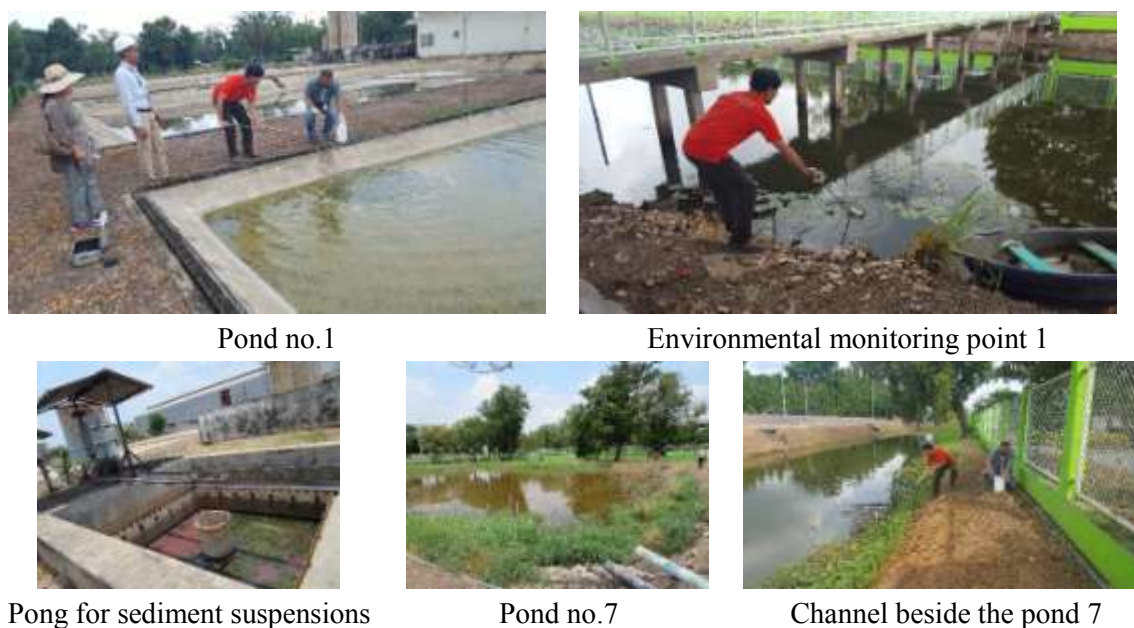 Pond no.1
Environmental monitoring point 1
Pong for sediment suspensions
Pond no.7
Channel beside the pond 7